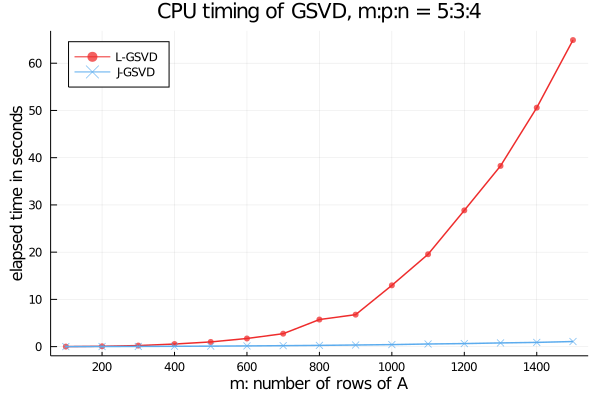 CPU timing of GSVD, m:p:n = 5:3:4
L-GSVD
J-GSVD
elapsed time in seconds
60
50
40
30
20
10
0
200 400 600 800 1000 1200 1400
m: number of rows of A